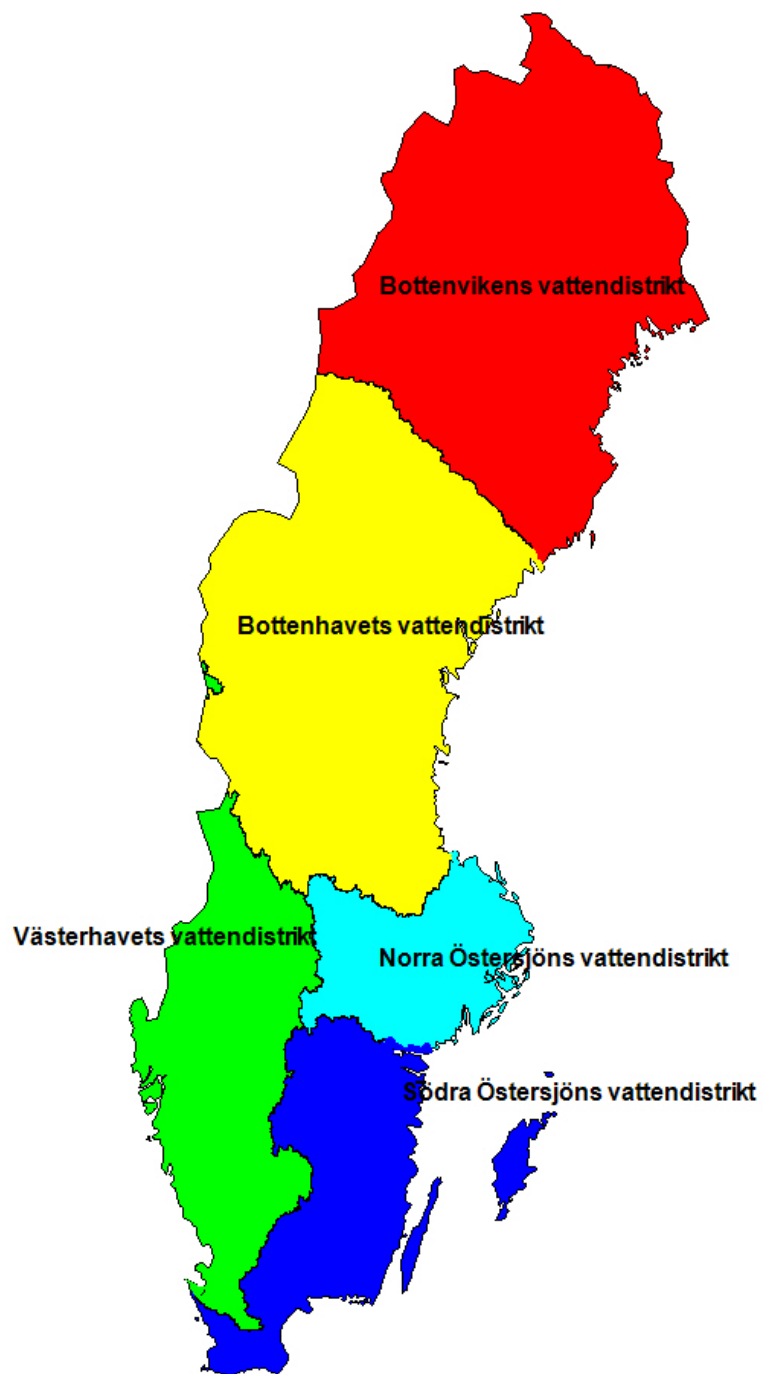 Bottenvikens vattendistrikt
Bottenhavets vattendistrikt
Västerhavets vattendistrikt
Norra Östersjöns vattendistrikt
Södra Östersjöns vattendistrikt